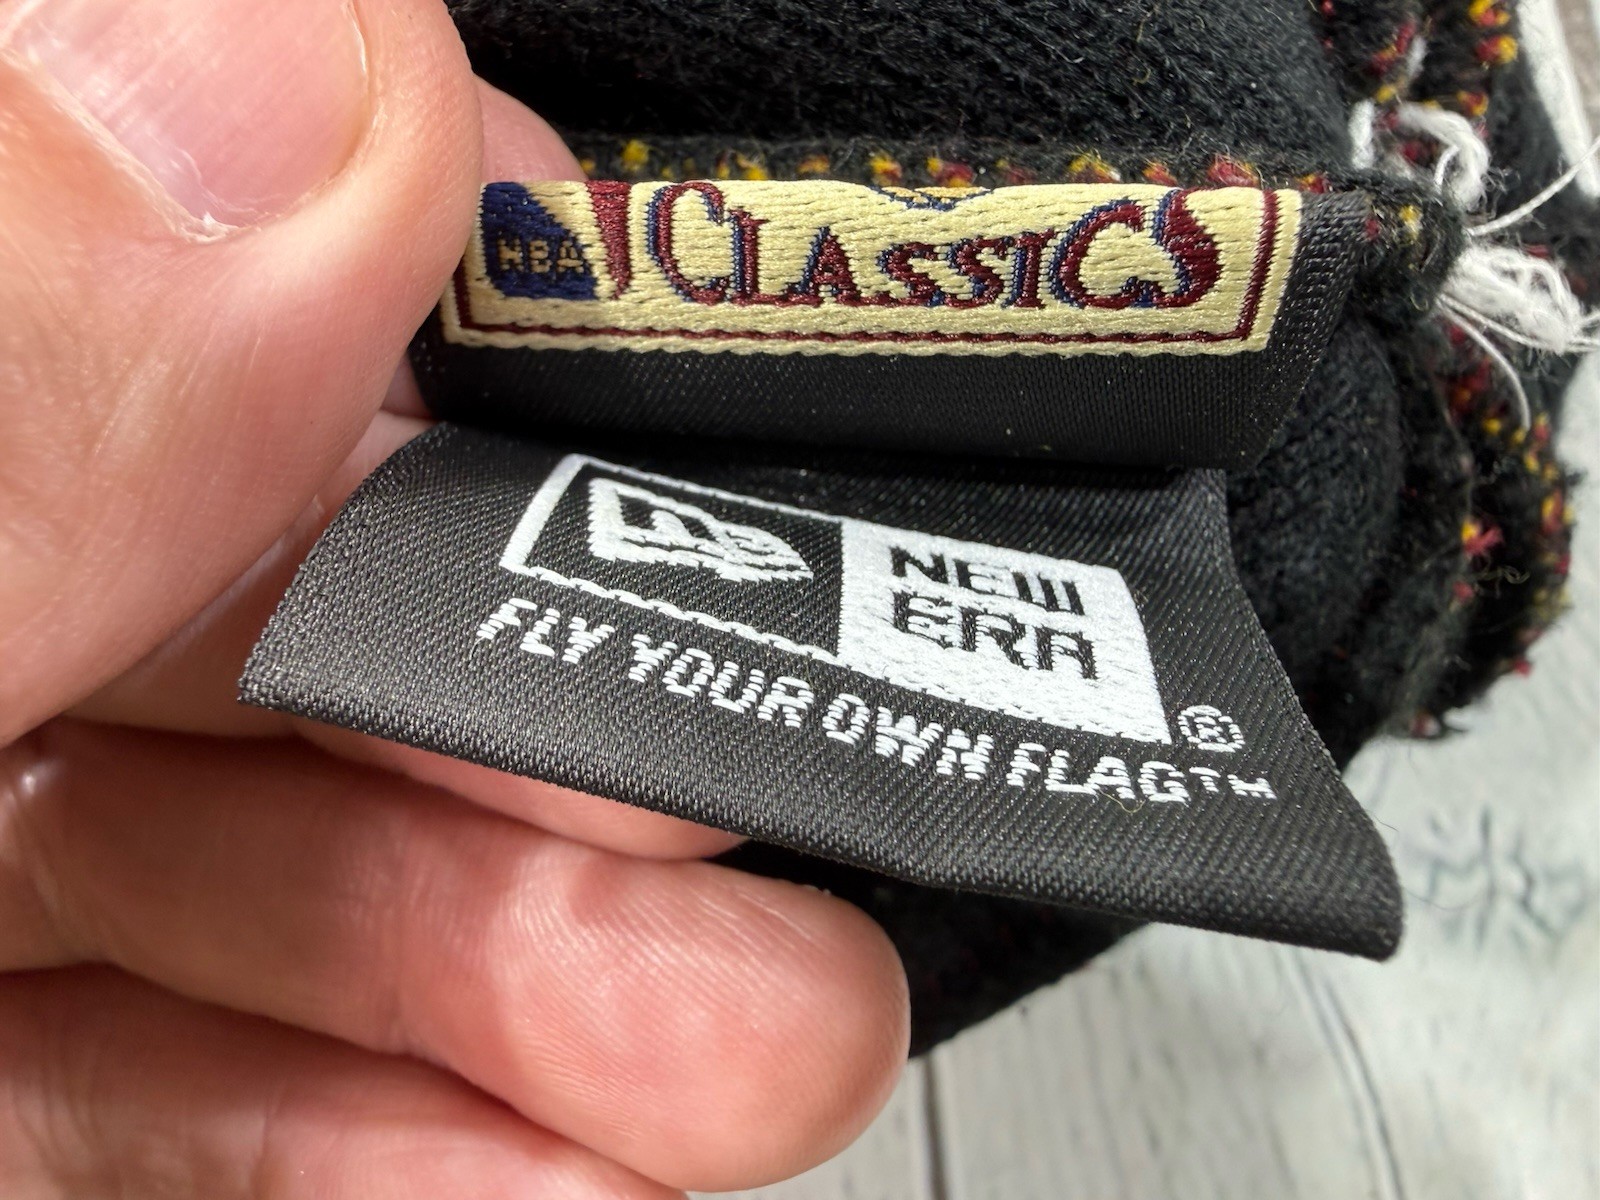 NBA
CLASSICS
NEW
ERA
®
FLY YOUR OWN FLAG™